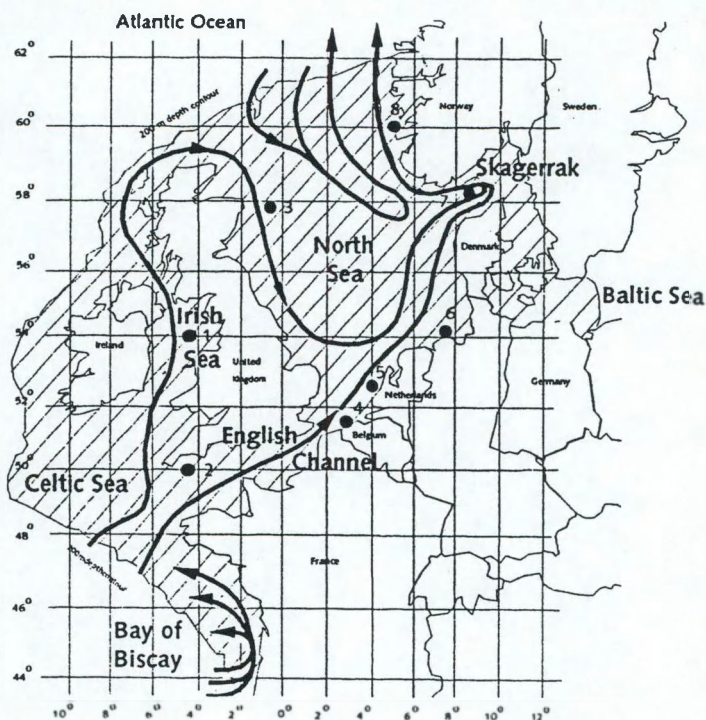 Atlantic Ocean
62°
60°
58°
56°
54°
52°
50°
48°
46°
44°
200 m depth contour
8
Norway
Sweden
Skagerrak
3
North
Sea
Denmark
Baltic Sea
Irish
1
Sea
Ireland
United
Kingdom
6
5
Netherlands
Germany
4
Belgium
English
Channel
2
Celtic Sea
France
Bay of
Biscay
10° 8° 6° 4° 2° 0° 2° 4° 6° 8° 10° 12°